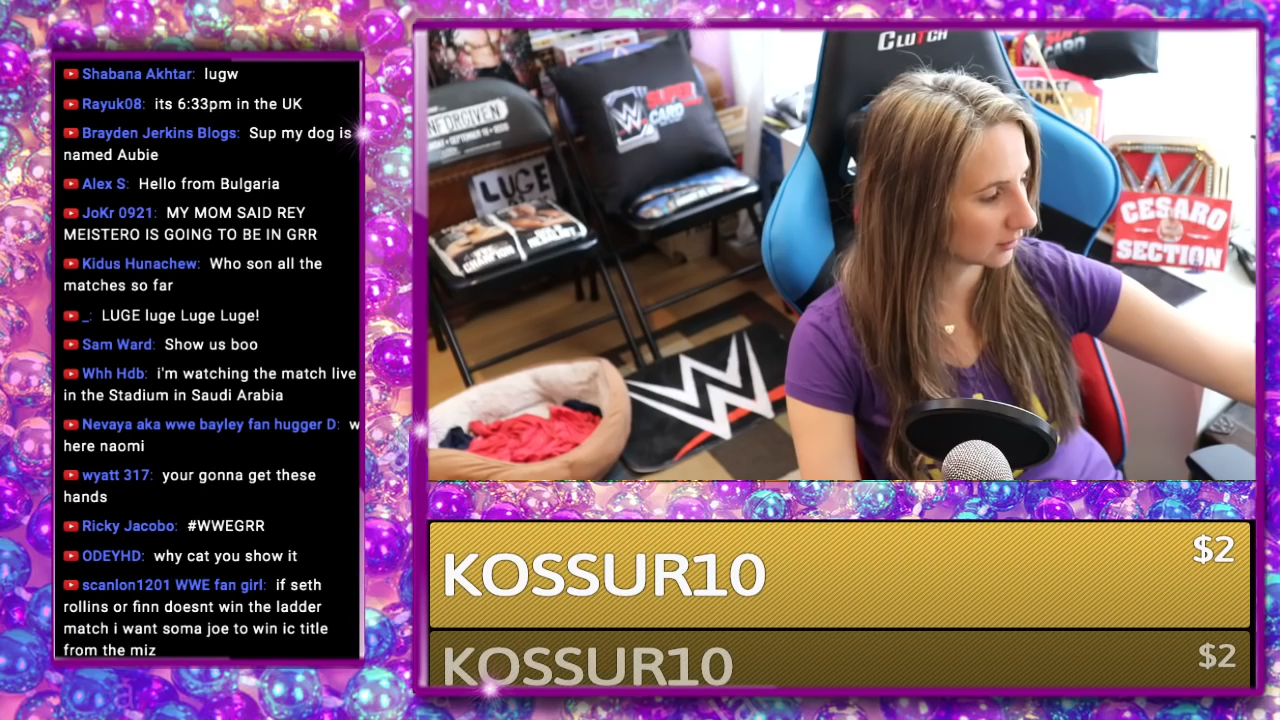 Shabana Akhtar: lugw
Rayuk08: its 6:33pm in the UK
Brayden Jerkins Blogs: Sup my dog is
named Aubie
Alex S: Hello from Bulgaria
JoKr 0921: MY MOM SAID REY
MEISTERO IS GOING TO BE IN GRR
Kidus Hunachew: Who son all the
matches so far
_: LUGE luge Luge Luge!
Sam Ward: Show us boo
Whh Hdb: i'm watching the match live
in the Stadium in Saudi Arabia
Nevaya aka wwe bayley fan hugger D: w
here naomi
wyatt 317: your gonna get these
hands
Ricky Jacobo: #WWEGRR
ODEYHD: why cat you show it
scanlon1201 WWE fan girl: if seth
rollins or finn doesnt win the ladder
match i want soma joe to win ic title
from the miz
CLUTCH
NFORGIVEN
LUGE
W
SUPER
CARD
CARD
W
CESARO
SECTION
KOSSUR10
$2
KOSSUR10
$2